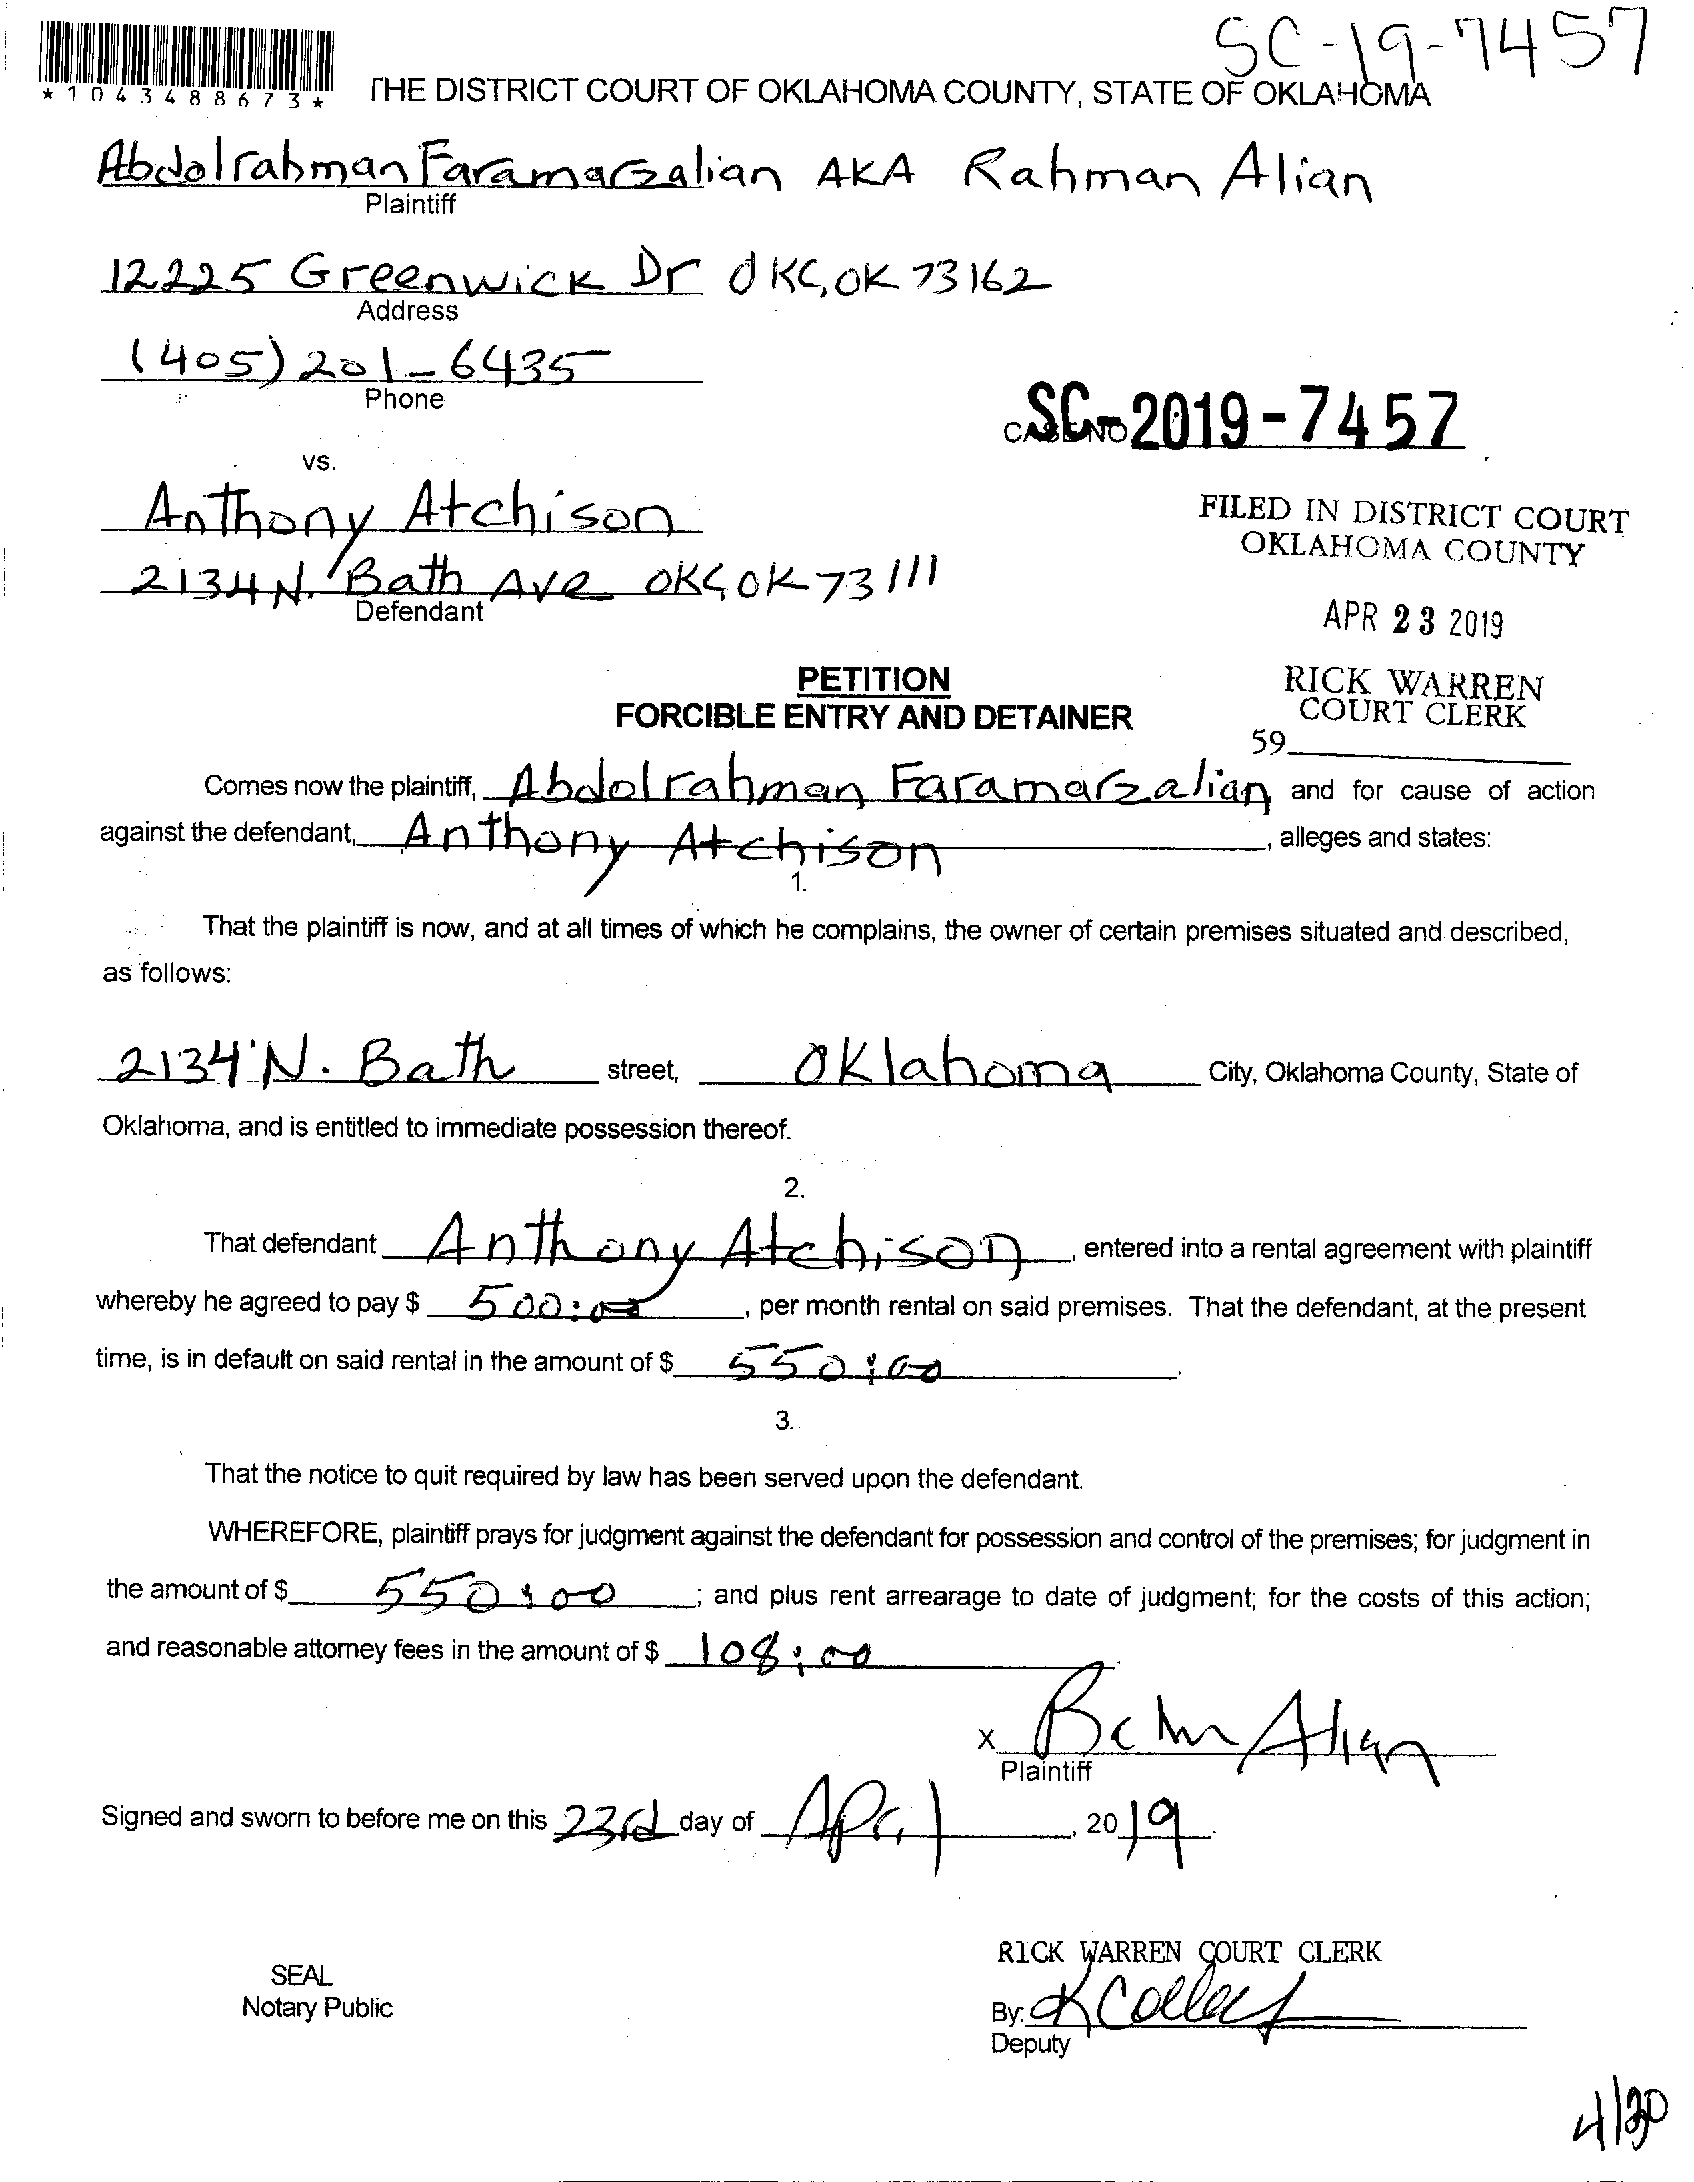 SC-19-7457
*1043488673*
THE DISTRICT COURT OF OKLAHOMA COUNTY, STATE OF OKLAHOMA
Abdolrahman Faramarzalian AKA Rahman Alian
Plaintiff
12225 Greenwick Dr OKC, OK 73162
Address
(405) 201-6435
Phone
CASE NO SC-2019-7457
vs.
Anthony Atchison
FILED IN DISTRICT COURT
OKLAHOMA COUNTY
2134 N. Bath Ave OKC, OK 73111
Defendant
APR 23 2019
PETITION
RICK WARREN
FORCIBLE ENTRY AND DETAINER
COURT CLERK
59
Comes now the plaintiff, Abdolrahman Faramarzalian and for cause of action
against the defendant, Anthony Atchison, alleges and states:
1.
That the plaintiff is now, and at all times of which he complains, the owner of certain premises situated and described,
as follows:
2134 N. Bath street, Oklahoma City, Oklahoma County, State of
Oklahoma, and is entitled to immediate possession thereof.
2.
That defendant Anthony Atchison, entered into a rental agreement with plaintiff
whereby he agreed to pay $ 500:00, per month rental on said premises. That the defendant, at the present
time, is in default on said rental in the amount of $ 550:00.
3.
That the notice to quit required by law has been served upon the defendant.
WHEREFORE, plaintiff prays for judgment against the defendant for possession and control of the premises; for judgment in
the amount of $ 550:00; and plus rent arrearage to date of judgment; for the costs of this action;
and reasonable attorney fees in the amount of $ 108:00
x Alian
Plaintiff
Signed and sworn to before me on this 23rd day of April, 2019.
RICK WARREN COURT CLERK
SEAL
Notary Public
By:
Deputy
4/30